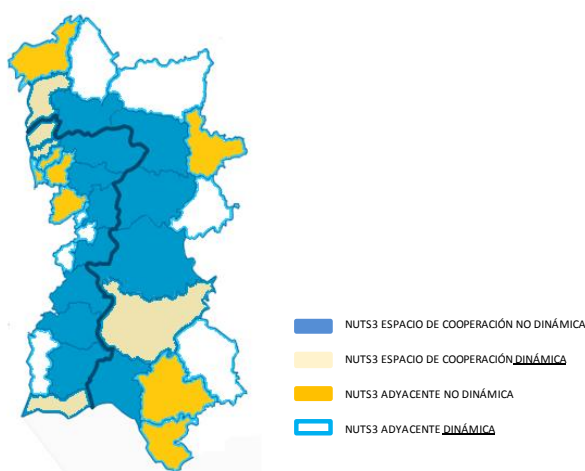 NUTS3 ESPACIO DE COOPERACIÓN NO DINÁMICA
NUTS3 ESPACIO DE COOPERACIÓN DINÁMICA
NUTS3 ADYACENTE NO DINÁMICA
NUTS3 ADYACENTE DINÁMICA